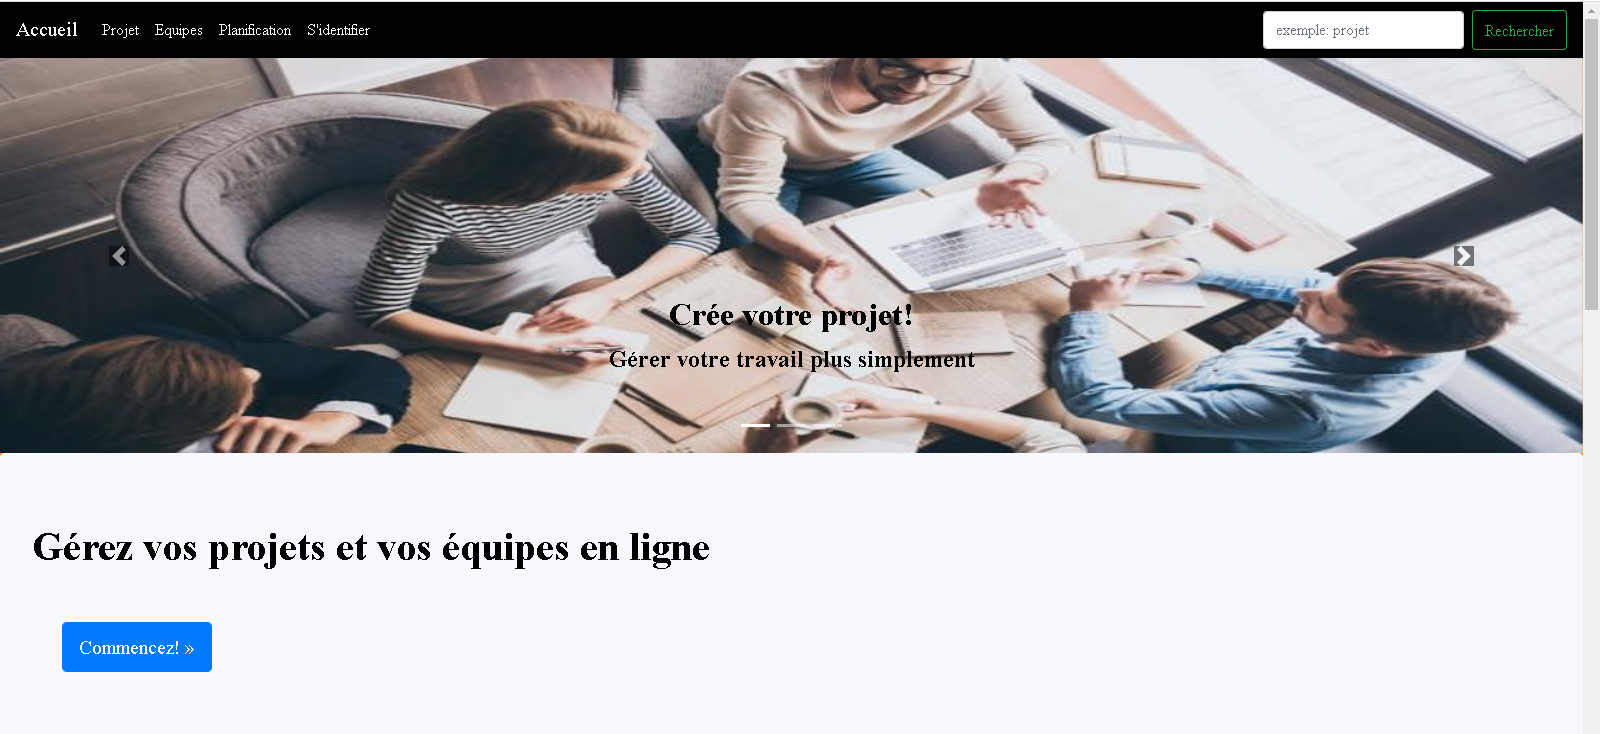 Accueil Projet Equipes Planification S'identifier exemple: projet Rechercher
Crée votre projet!
Gérer votre travail plus simplement
Gérez vos projets et vos équipes en ligne
Commencez! »